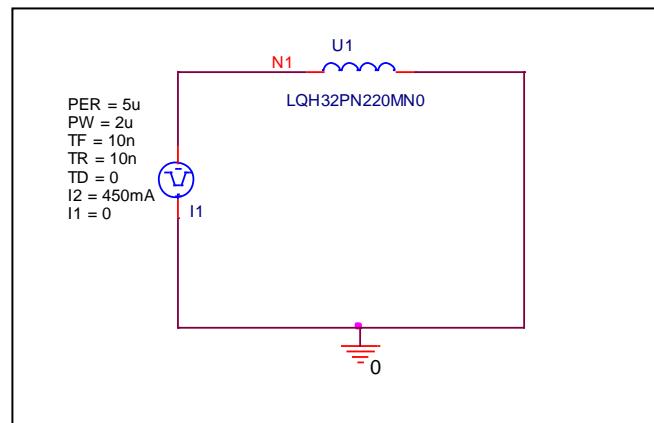 U1
N1
LQH32PN220MN0
PER = 5u
PW = 2u
TF = 10n
TR = 10n
TD = 0
I2 = 450mA
I1 = 0
I1
0